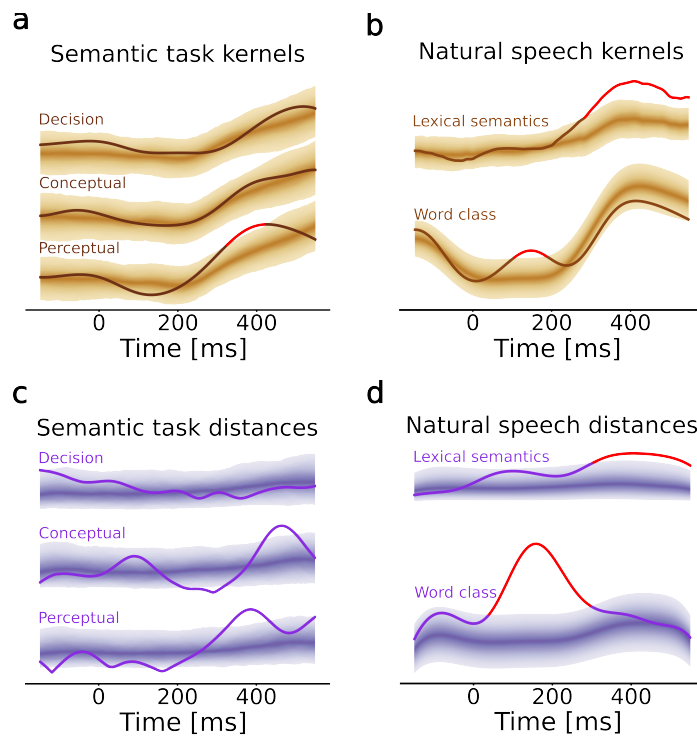 a
Semantic task kernels
Decision
Conceptual
Perceptual
0 200 400
Time [ms]
b
Natural speech kernels
Lexical semantics
Word class
0 200 400
Time [ms]
c
Semantic task distances
Decision
Conceptual
Perceptual
0 200 400
Time [ms]
d
Natural speech distances
Lexical semantics
Word class
0 200 400
Time [ms]